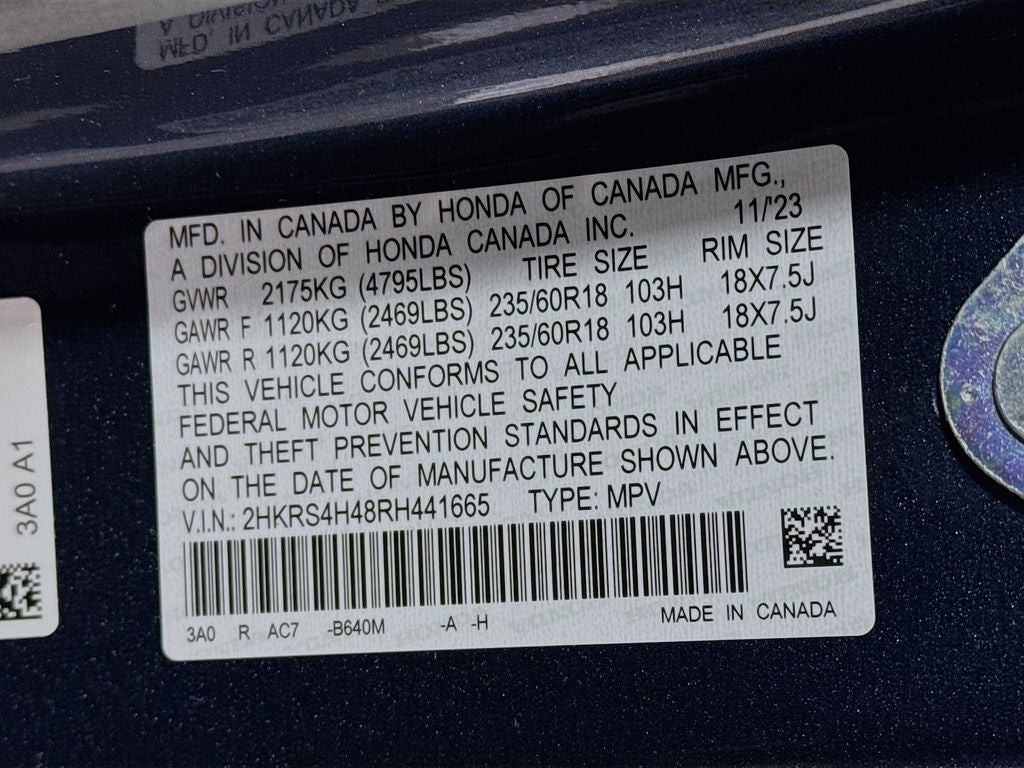 MFD. IN CANADA BY HONDA OF CANADA MFG.,
A DIVISION OF HONDA CANADA INC. 11/'23
GVWR 2175KG (4795LBS) TIRE SIZE RIM SIZE
GAWR F 1120KG (2469LBS) 235/60R18 103H 18X7.5J
GAWR R 1120KG (2469LBS) 235/60R18 103H 18X7.5J
THIS VEHICLE CONFORMS TO ALL APPLICABLE
FEDERAL MOTOR VEHICLE SAFETY
AND THEFT PREVENTION STANDARDS IN EFFECT
ON THE DATE OF MANUFACTURE SHOWN ABOVE.
V.I.N.: 2HKRS4H48RH441665 TYPE: MPV
3A0 R AC7 -B640M -A -H MADE IN CANADA
3A0 A1